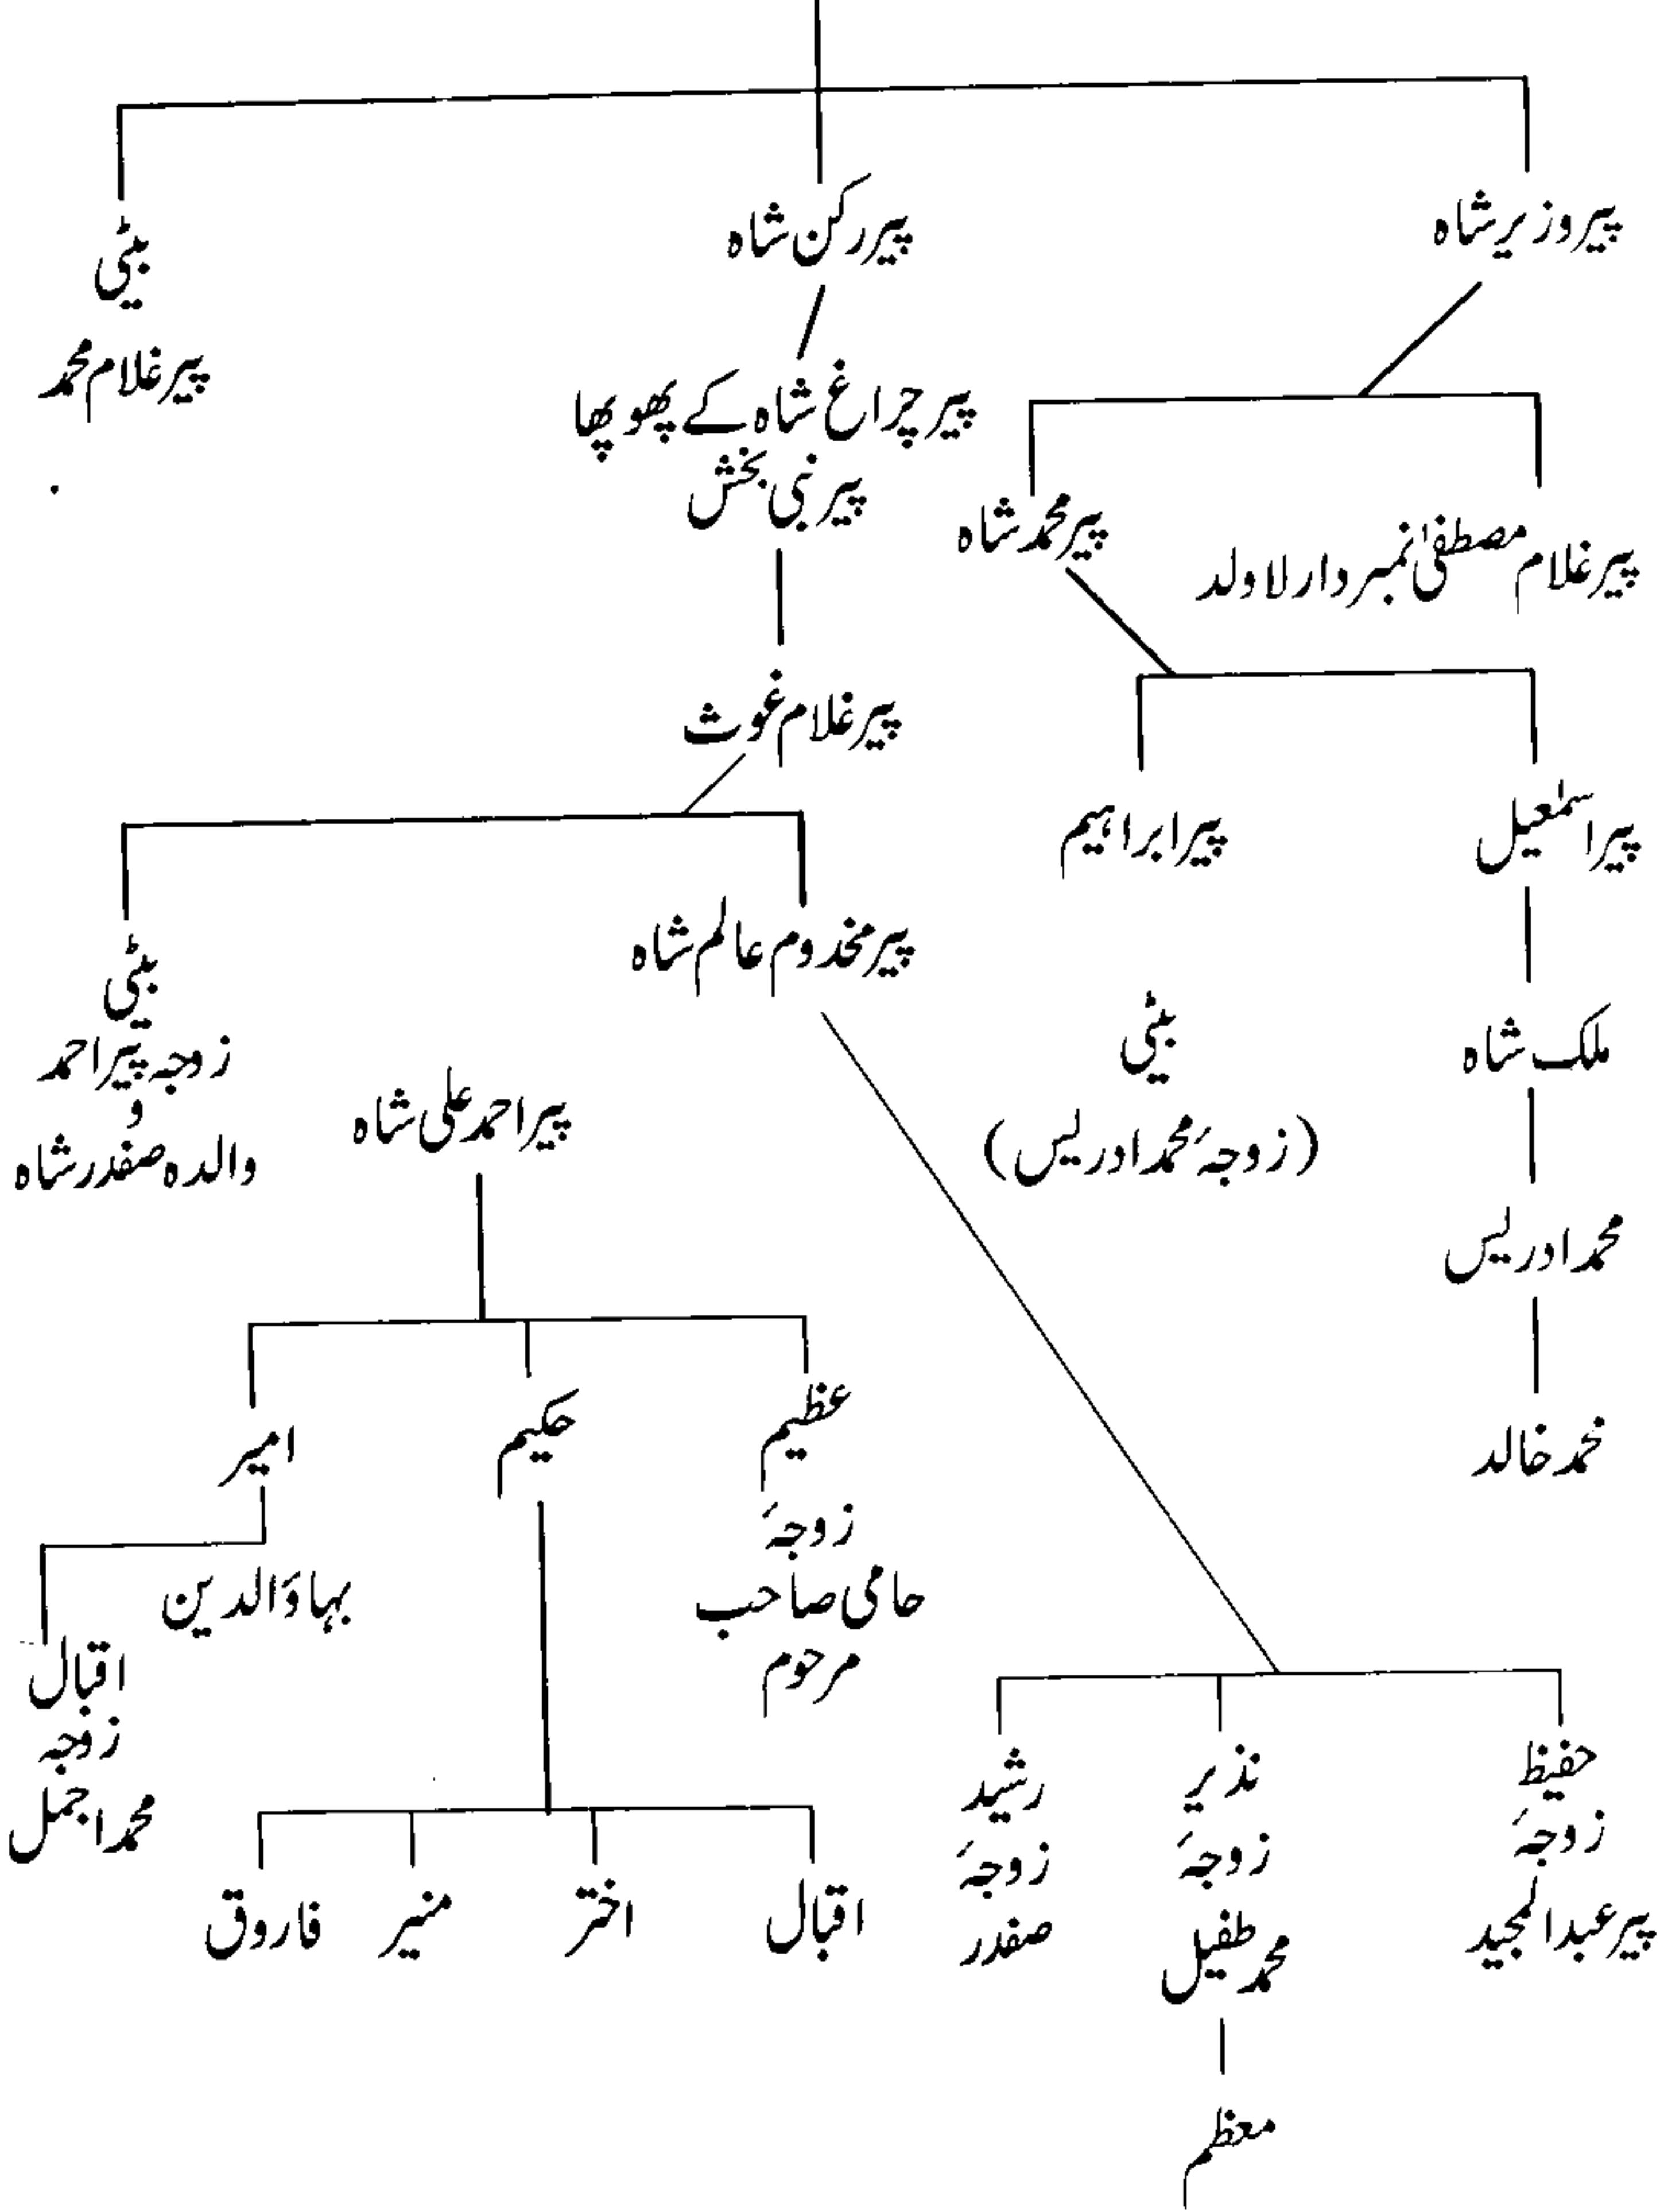 پیر وزیر شاہ
پیر رکن شاہ
بیٹی
پیر غلام محمد
پیر چراغ شاہ کے پھوپھا
پیر نبی بخش
پیر غلام مصطفیٰ نمبردار لاولد
پیر محمد شاہ
پیر غلام غوث
پیر اسمٰعیل
پیر ابراہیم
پیر مخدوم عالم شاہ
بیٹی
زوجہ پیر احمد
و
والدہ صفدر شاہ
ملک شاہ
بیٹی
(زوجۂ محمد ادریس)
پیر احمد علی شاہ
محمد ادریس
محمد خالد
عظیم
زوجۂ
حامی صاحب
مرحوم
حکیم
امیر
بہاؤالدین
اقبال
زوجہ
محمد اجمل
حفیظ
زوجۂ
پیر عبدالمجید
نذیر
زوجۂ
محمد طفیل
رشید
زوجۂ
صفدر
اقبال
اختر
منیر
فاروق
معظم